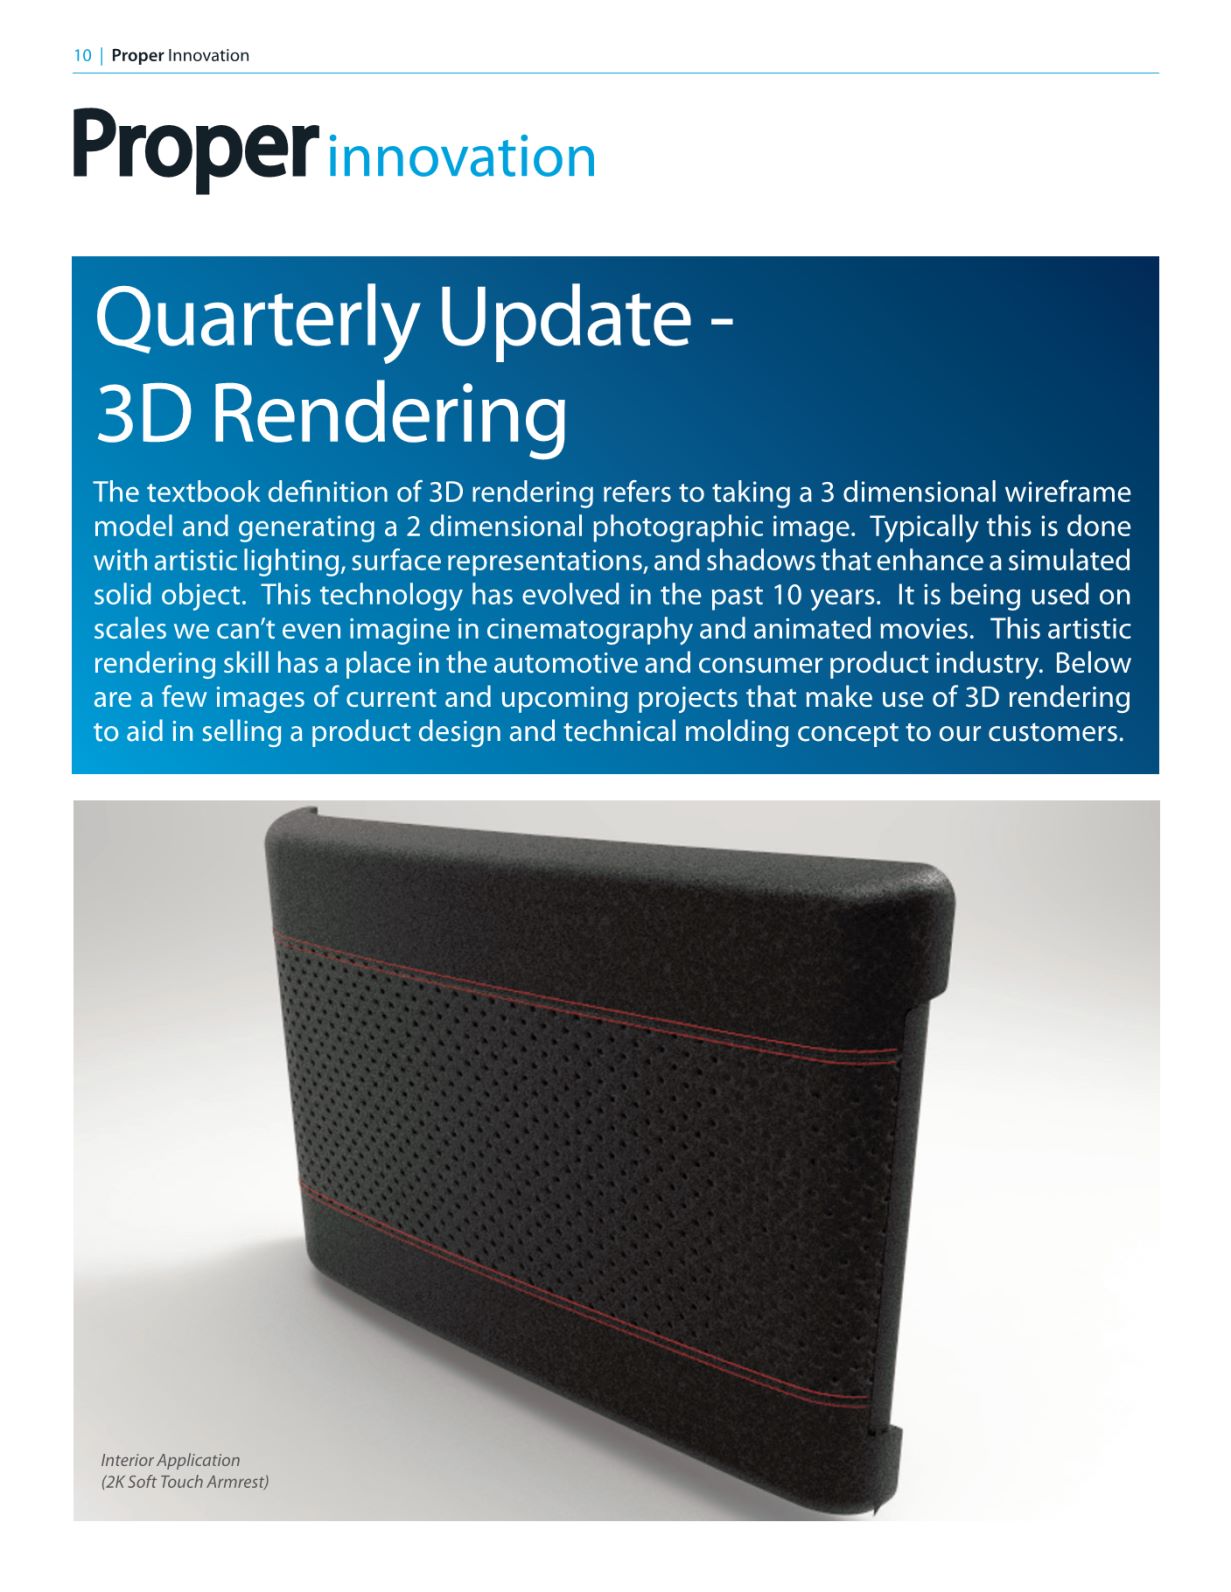 10 | Proper Innovation
Proper innovation
Quarterly Update -
3D Rendering
The textbook definition of 3D rendering refers to taking a 3 dimensional wireframe
model and generating a 2 dimensional photographic image.  Typically this is done
with artistic lighting, surface representations, and shadows that enhance a simulated
solid object.  This technology has evolved in the past 10 years.  It is being used on
scales we can’t even imagine in cinematography and animated movies.  This artistic
rendering skill has a place in the automotive and consumer product industry.  Below
are a few images of current and upcoming projects that make use of 3D rendering
to aid in selling a product design and technical molding concept to our customers.
Interior Application
(2K Soft Touch Armrest)